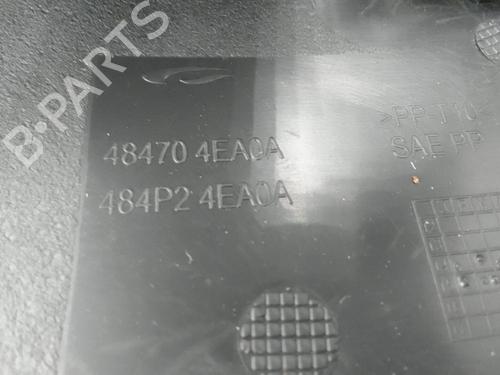 B·PARTS
48470 4EA0A
484P2 4EA0A
>PP-T10<
SAE PP